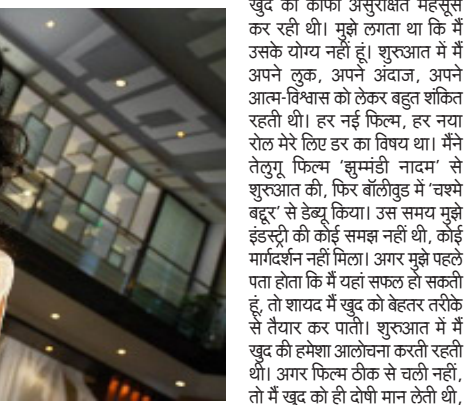 खुद को काफी असुरक्षित महसूस
कर रही थी। मुझे लगता था कि मैं
उसके योग्य नहीं हूं। शुरुआत में मैं
अपने लुक, अपने अंदाज, अपने
आत्म-विश्वास को लेकर बहुत शंकित
रहती थी। हर नई फिल्म, हर नया
रोल मेरे लिए डर का विषय था। मैंने
तेलुगू फिल्म ‘झुम्मंडी नादम’ से
शुरुआत की, फिर बॉलीवुड में ‘चश्मे
बद्दूर’ से डेब्यू किया। उस समय मुझे
इंडस्ट्री की कोई समझ नहीं थी, कोई
मार्गदर्शन नहीं मिला। अगर मुझे पहले
पता होता कि मैं यहां सफल हो सकती
हूं, तो शायद मैं खुद को बेहतर तरीके
से तैयार कर पाती। शुरुआत में मैं
खुद की हमेशा आलोचना करती रहती
थी। अगर फिल्म ठीक से चली नहीं,
तो मैं खुद को ही दोषी मान लेती थी,